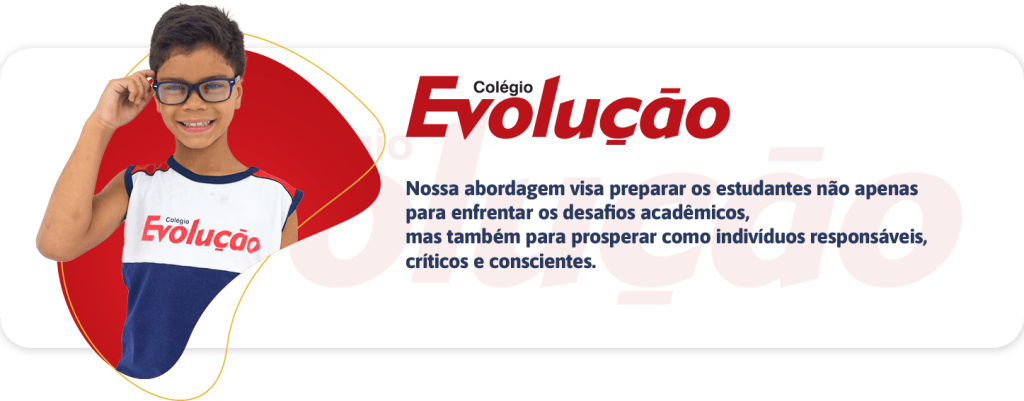 Colégio
Evolução
Nossa abordagem visa preparar os estudantes não apenas
para enfrentar os desafios acadêmicos,
mas também para prosperar como indivíduos responsáveis,
críticos e conscientes.
Colégio
Evolução